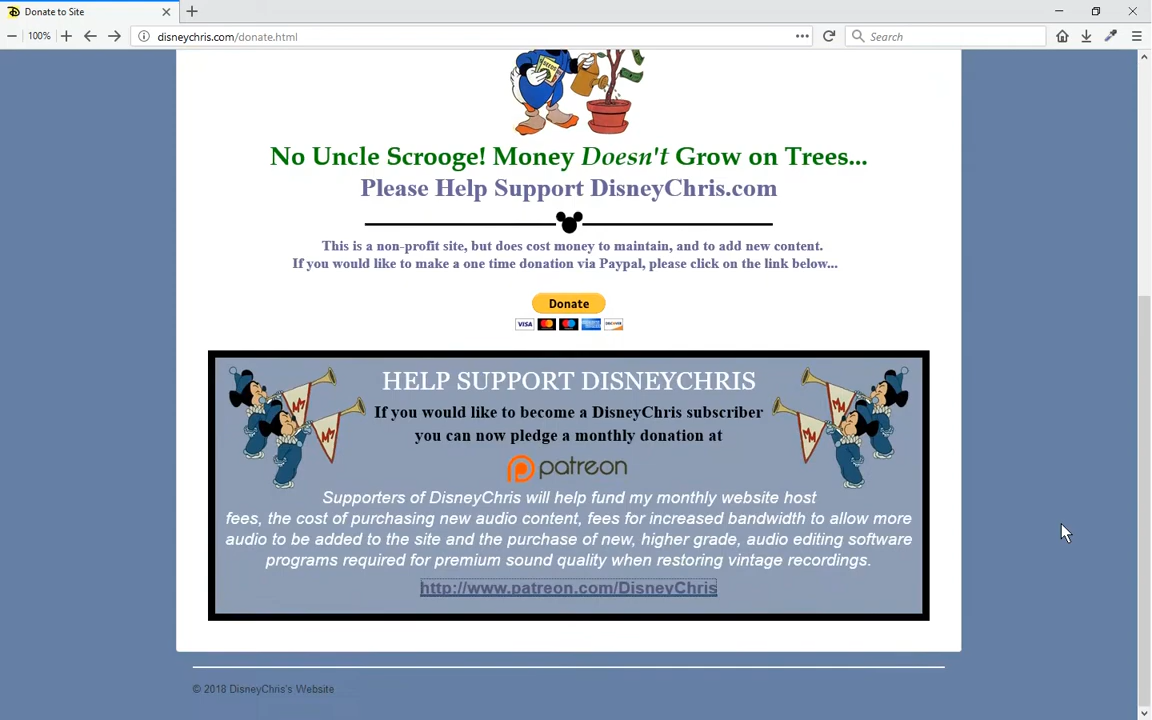 Donate to Site
100%
disneychris.com/donate.html
Search
No Uncle Scrooge! Money Doesn't Grow on Trees...
Please Help Support DisneyChris.com
This is a non-profit site, but does cost money to maintain, and to add new content.
If you would like to make a one time donation via Paypal, please click on the link below...
Donate
VISA
HELP SUPPORT DISNEYCHRIS
If you would like to become a DisneyChris subscriber
you can now pledge a monthly donation at
patreon
Supporters of DisneyChris will help fund my monthly website host
fees, the cost of purchasing new audio content, fees for increased bandwidth to allow more
audio to be added to the site and the purchase of new, higher grade, audio editing software
programs required for premium sound quality when restoring vintage recordings.
http://www.patreon.com/DisneyChris
© 2018 DisneyChris's Website